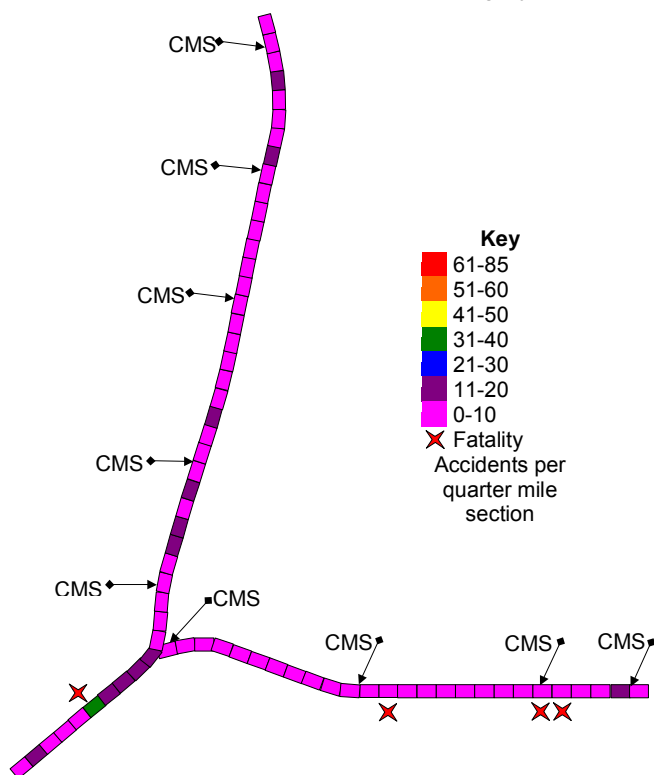 CMS
CMS
CMS
CMS
CMS
CMS
CMS
CMS
CMS
Key
61-85
51-60
41-50
31-40
21-30
11-20
0-10
Fatality
Accidents per
quarter mile
section